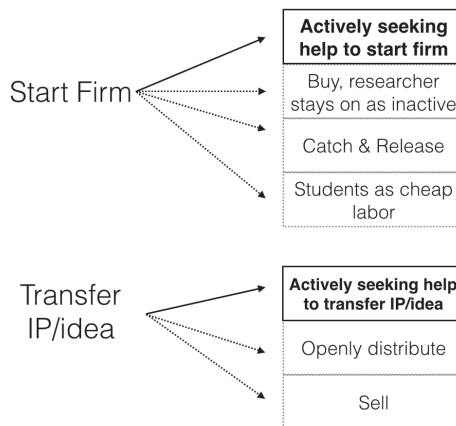 Actively seeking
help to start firm
Start Firm
Buy, researcher
stays on as inactive
Catch & Release
Students as cheap
labor
Transfer
IP/idea
Actively seeking help
to transfer IP/idea
Openly distribute
Sell